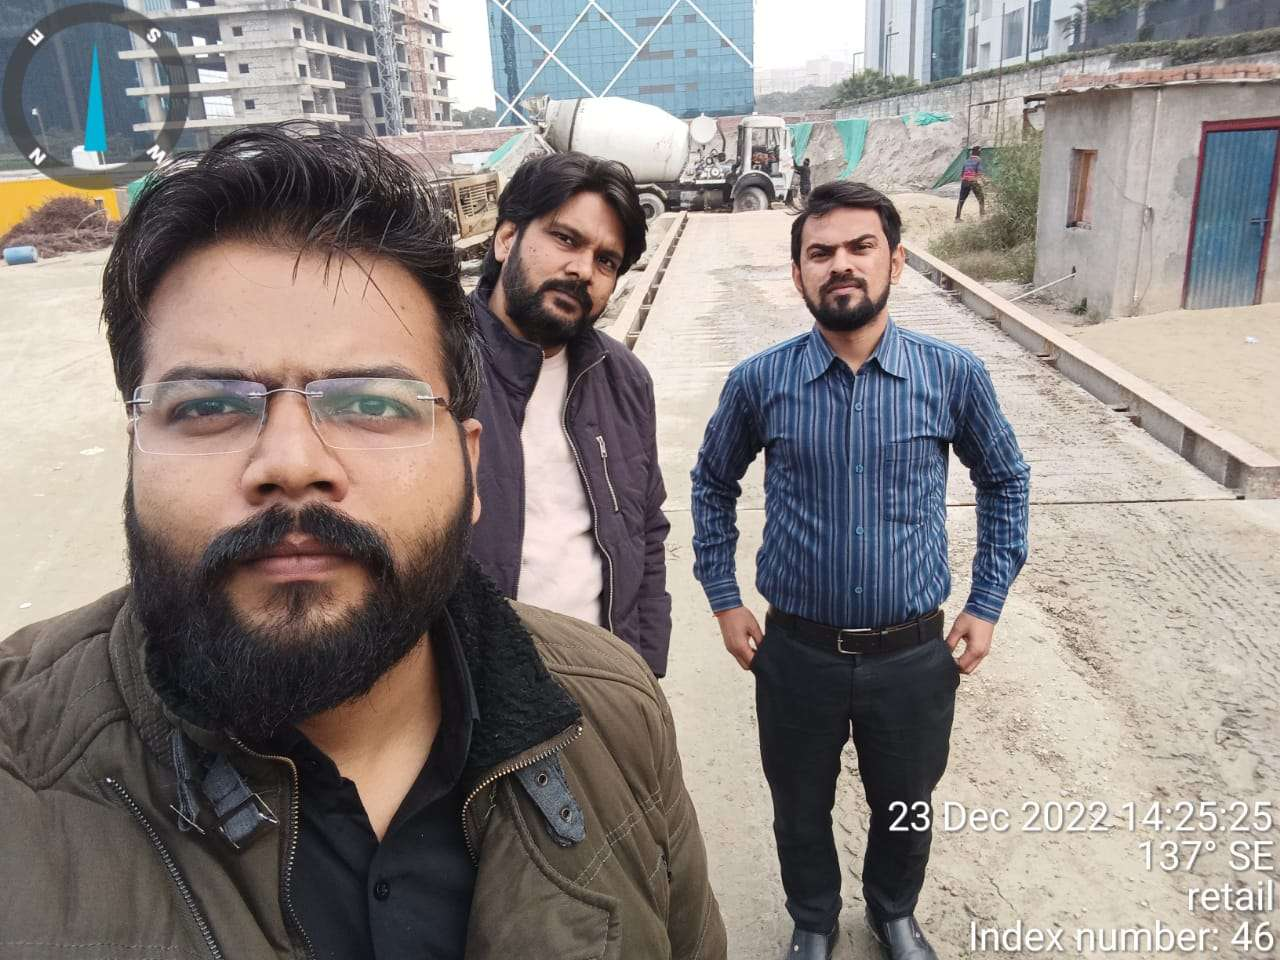 E
S
N
W
23 Dec 2022 14:25:25
137° SE
retail
Index number: 46